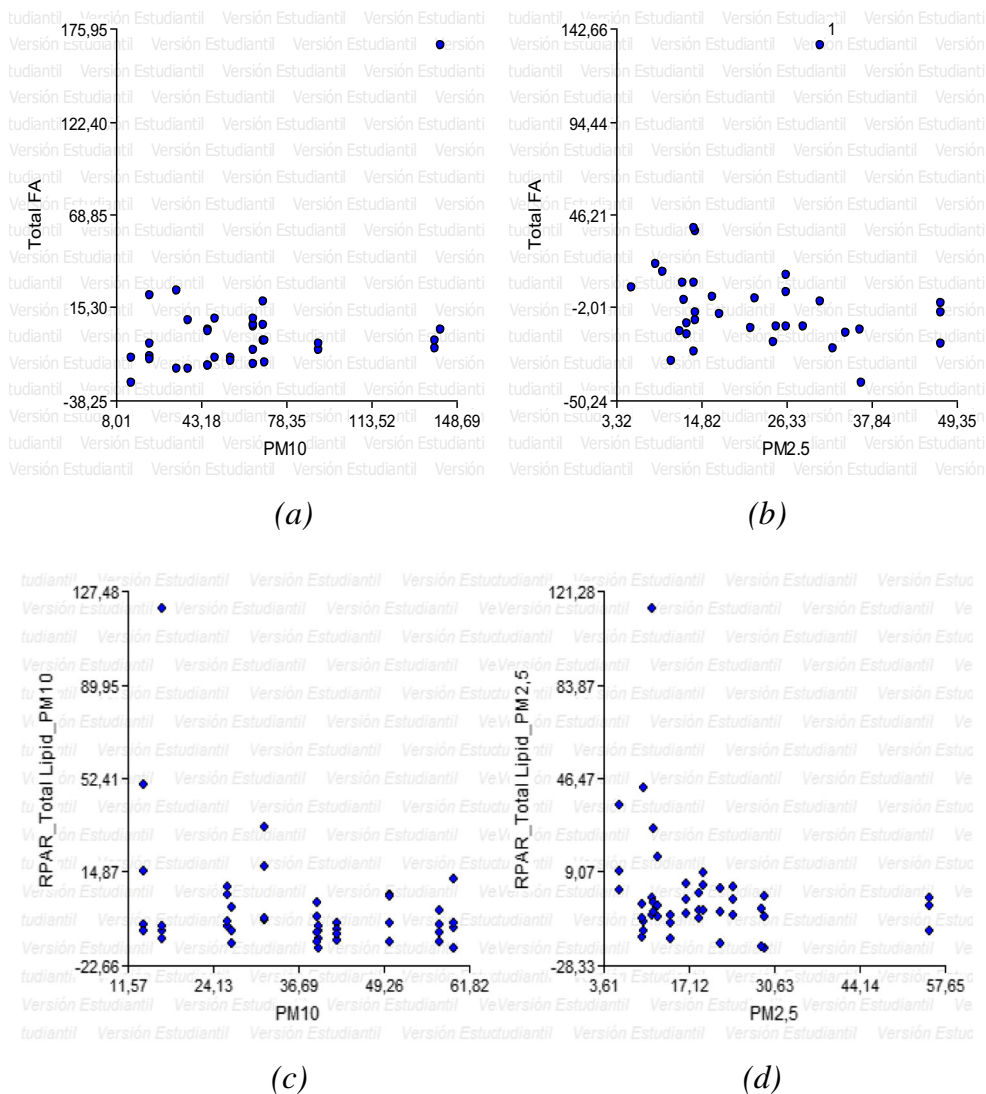 175,95
122,40
68,85
15,30
-38,25
Total FA
8,01 43,18 78,35 113,52 148,69
PM10
(a)
142,66
94,44
46,21
-2,01
-50,24
Total FA
1
3,32 14,82 26,33 37,84 49,35
PM2.5
(b)
127,48
89,95
52,41
14,87
-22,66
RPAR_Total Lipid_PM10
11,57 24,13 36,69 49,26 61,82
PM10
(c)
121,28
83,87
46,47
9,07
-28,33
RPAR_Total Lipid_PM2,5
3,61 17,12 30,63 44,14 57,65
PM2,5
(d)
Versión Estudiantil